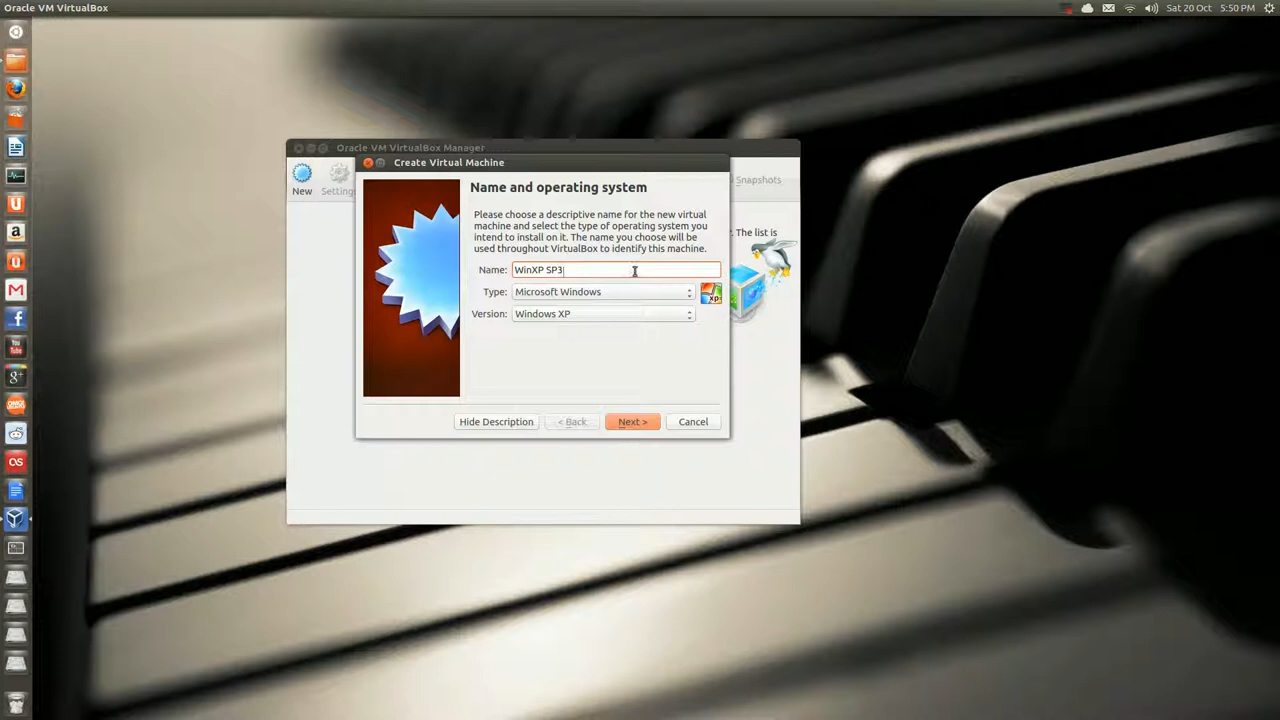 Oracle VM VirtualBox
Sat 20 Oct 5:50 PM
Oracle VM VirtualBox Manager
Create Virtual Machine
New
Settings
Snapshots
Name and operating system
Please choose a descriptive name for the new virtual
machine and select the type of operating system you
intend to install on it. The name you choose will be
used throughout VirtualBox to identify this machine.
. The list is
Name: WinXP SP3
Type: Microsoft Windows
XP
Version: Windows XP
Hide Description
< Back
Next >
Cancel